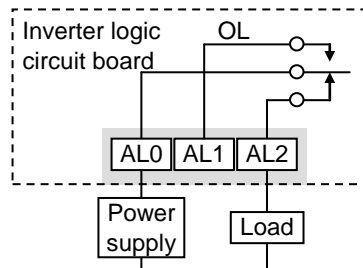 Inverter logic
circuit board
OL
AL0 AL1 AL2
Power
supply
Load